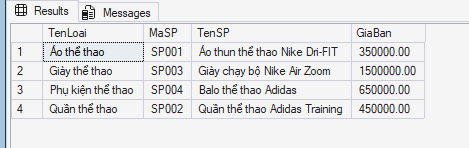 Results Messages
TenLoai MaSP TenSP GiaBan
1 Áo thể thao SP001 Áo thun thể thao Nike Dri-FIT 350000.00
2 Giày thể thao SP003 Giày chạy bộ Nike Air Zoom 1500000.00
3 Phụ kiện thể thao SP004 Balo thể thao Adidas 650000.00
4 Quần thể thao SP002 Quần thể thao Adidas Training 450000.00